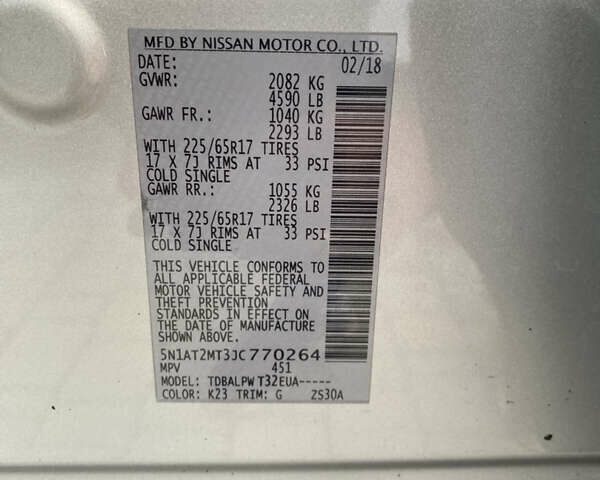 MFD BY NISSAN MOTOR CO., LTD.
DATE: 02/18
GVWR: 2082 KG
4590 LB
GAWR FR.: 1040 KG
2293 LB
WITH 225/65R17 TIRES
17 X 7J RIMS AT 33 PSI
COLD SINGLE
GAWR RR.: 1055 KG
2326 LB
WITH 225/65R17 TIRES
17 X 7J RIMS AT 33 PSI
COLD SINGLE
THIS VEHICLE CONFORMS TO
ALL APPLICABLE FEDERAL
MOTOR VEHICLE SAFETY AND
THEFT PREVENTION
STANDARDS IN EFFECT ON
THE DATE OF MANUFACTURE
SHOWN ABOVE.
5N1AT2MT3JC770264
MPV 451
MODEL: TDBALPW T32EUA-----
COLOR: K23 TRIM: G ZS30A